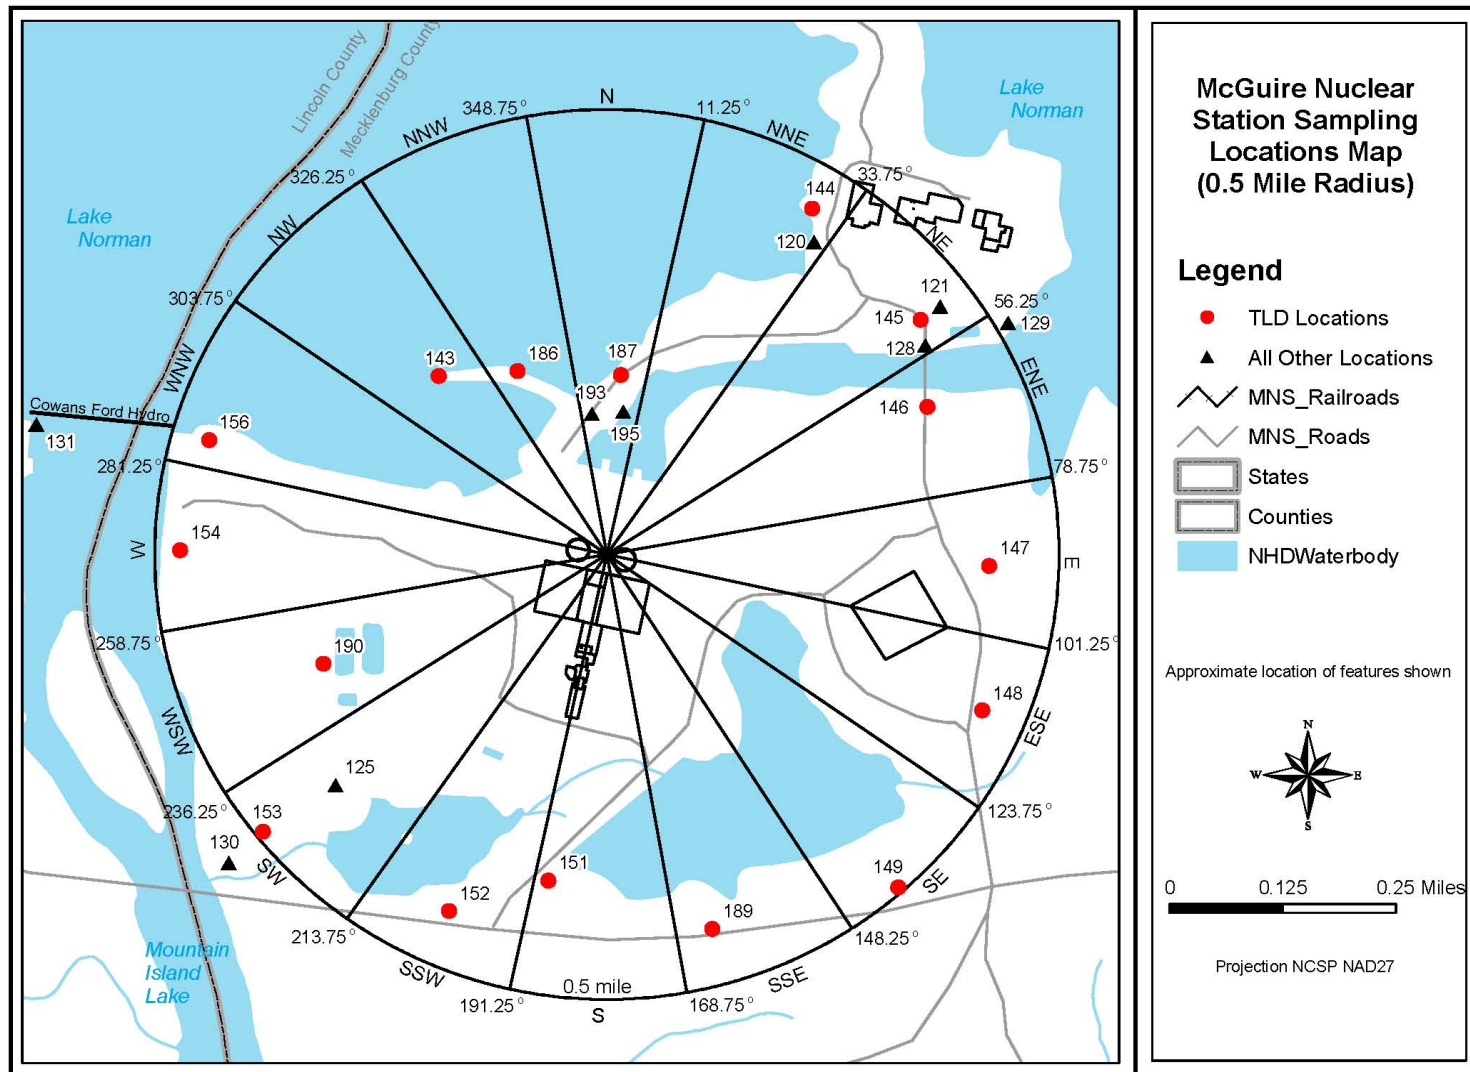 Lincoln County
Mecklenburg County
348.75°
N
11.25°
NNW
NNE
Lake
Norman
326.25°
33.75°
144
120
NW
NE
Lake
Norman
303.75°
121
56.25°
145
129
128
143
186
187
WNW
ENE
193
195
146
Cowans Ford Hydro
131
156
281.25°
78.75°
154
W
147
E
258.75°
190
101.25°
148
WSW
ESE
125
236.25°
123.75°
153
130
SW
151
149
SE
152
189
213.75°
148.25°
Mountain
Island
Lake
SSW
SSE
0.5 mile
191.25°
168.75°
S
McGuire Nuclear
Station Sampling
Locations Map
(0.5 Mile Radius)
Legend
TLD Locations
All Other Locations
MNS_Railroads
MNS_Roads
States
Counties
NHDWaterbody
Approximate location of features shown
N
W
E
S
0 0.125 0.25 Miles
Projection NCSP NAD27